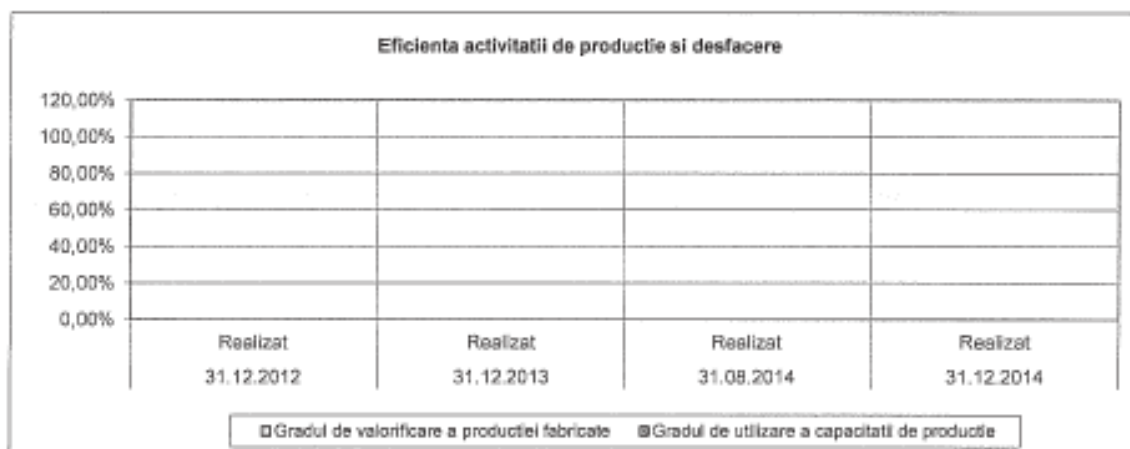 Eficienta activitatii de productie si desfacere
120,00%
100,00%
80,00%
60,00%
40,00%
20,00%
0,00%
Realizat Realizat Realizat Realizat
31.12.2012 31.12.2013 31.08.2014 31.12.2014
Gradul de valorificare a productiei fabricate Gradul de utilizare a capacitatii de productie